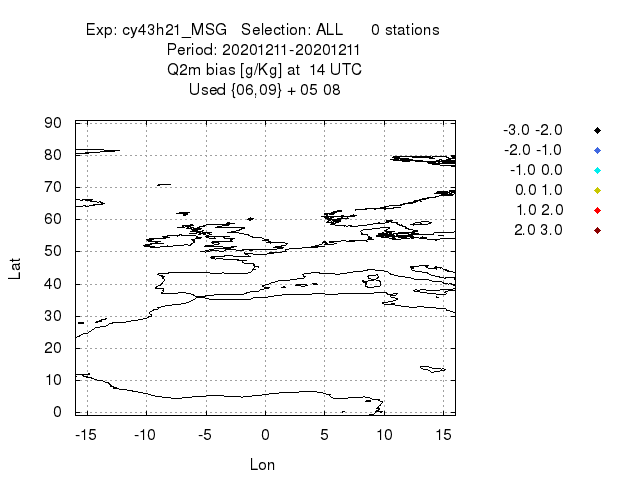 Exp: cy43h21_MSG   Selection: ALL      0 stations
Period: 20201211-20201211
Q2m bias [g/Kg] at  14 UTC
Used {06,09} + 05 08
-3.0 -2.0
-2.0 -1.0
-1.0 0.0
0.0 1.0
1.0 2.0
2.0 3.0
Lat
90
80
70
60
50
40
30
20
10
0
-15 -10 -5 0 5 10 15
Lon